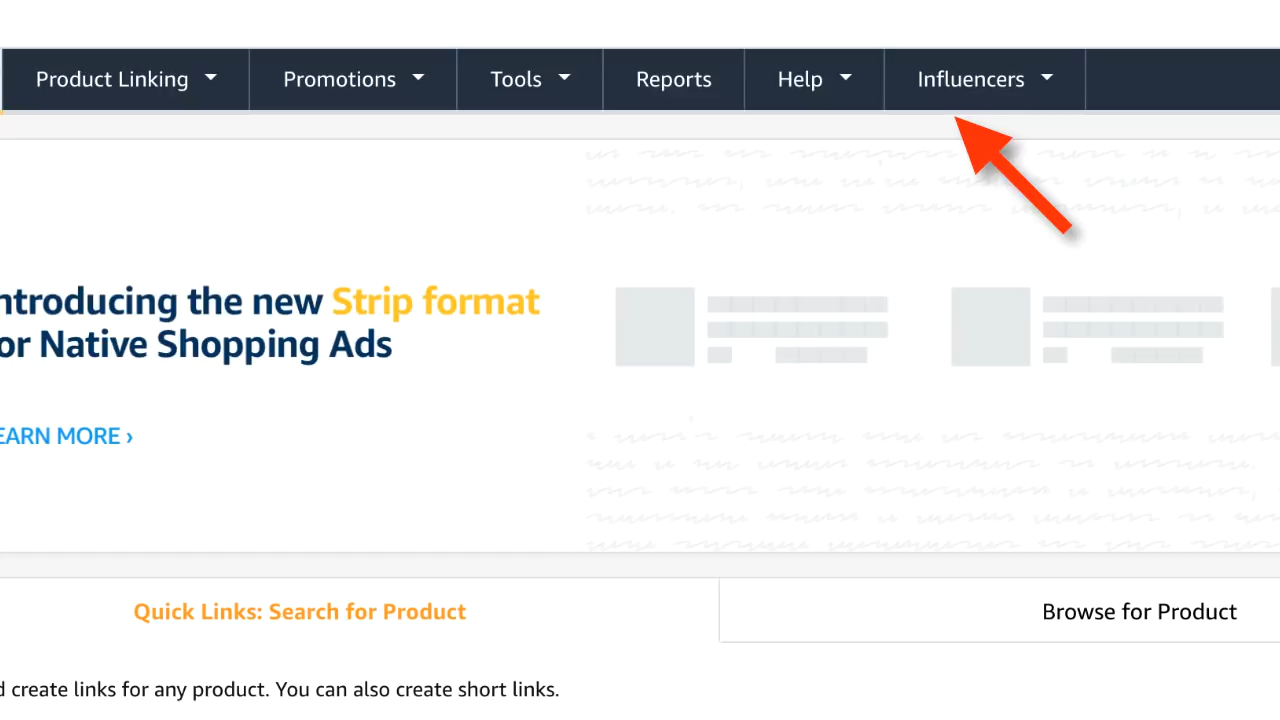 Product Linking
Promotions
Tools
Reports
Help
Influencers
ntroducing the new Strip format
or Native Shopping Ads
EARN MORE ›
Quick Links: Search for Product
Browse for Product
d create links for any product. You can also create short links.